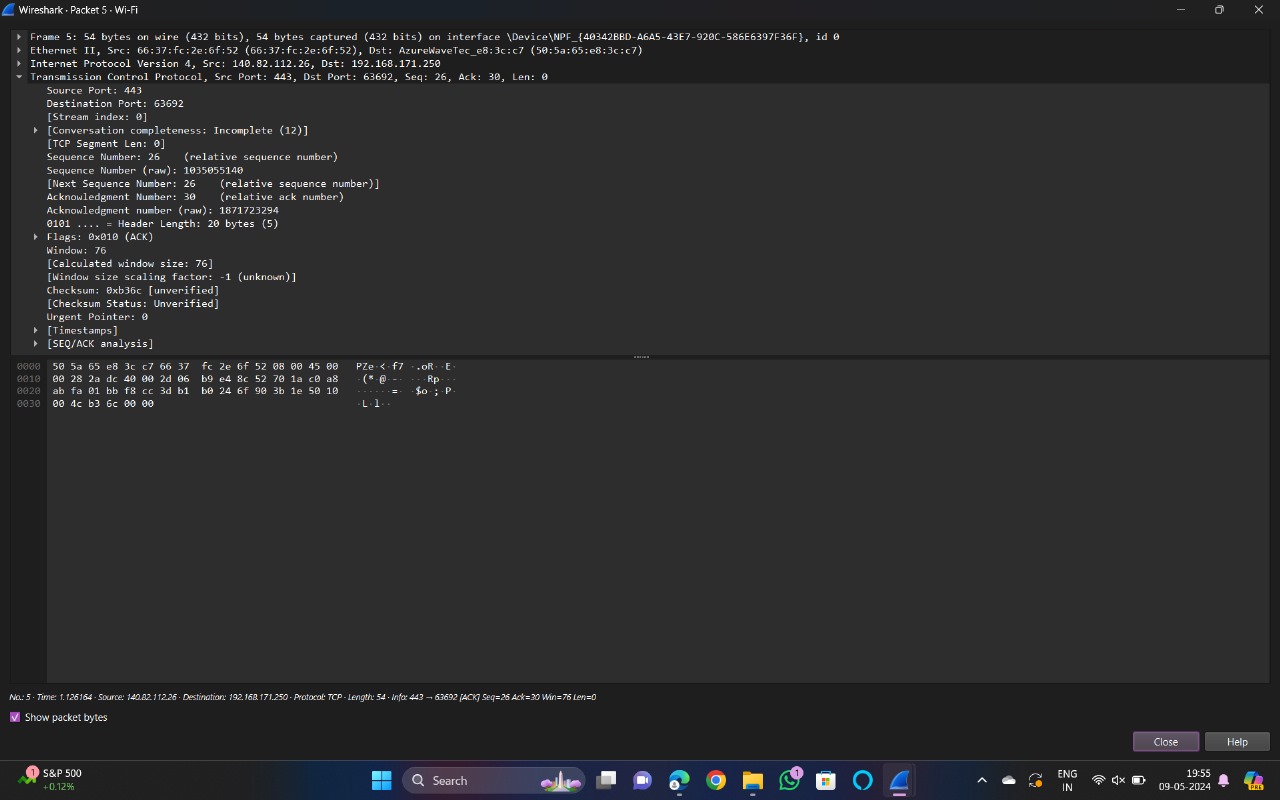 Wireshark · Packet 5 · Wi-Fi
Frame 5: 54 bytes on wire (432 bits), 54 bytes captured (432 bits) on interface \Device\NPF_{40342BBD-A6A5-43E7-920C-586E6397F36F}, id 0
Ethernet II, Src: 66:37:fc:2e:6f:52 (66:37:fc:2e:6f:52), Dst: AzureWaveTec_e8:3c:c7 (50:5a:65:e8:3c:c7)
Internet Protocol Version 4, Src: 140.82.112.26, Dst: 192.168.171.250
Transmission Control Protocol, Src Port: 443, Dst Port: 63692, Seq: 26, Ack: 30, Len: 0
Source Port: 443
Destination Port: 63692
[Stream index: 0]
[Conversation completeness: Incomplete (12)]
[TCP Segment Len: 0]
Sequence Number: 26    (relative sequence number)
Sequence Number (raw): 1035055140
[Next Sequence Number: 26    (relative sequence number)]
Acknowledgment Number: 30    (relative ack number)
Acknowledgment number (raw): 1871723294
0101 .... = Header Length: 20 bytes (5)
Flags: 0x010 (ACK)
Window: 76
[Calculated window size: 76]
[Window size scaling factor: -1 (unknown)]
Checksum: 0xb36c [unverified]
[Checksum Status: Unverified]
Urgent Pointer: 0
[Timestamps]
[SEQ/ACK analysis]
0000 50 5a 65 e8 3c c7 66 37 fc 2e 6f 52 08 00 45 00 PZe·<·f7 ·.oR··E·
0010 00 28 2a dc 40 00 2d 06 b9 e4 8c 52 70 1a c0 a8 ·(*·@·-· ···Rp···
0020 ab fa 01 bb f8 cc 3d b1 b0 24 6f 90 3b 1e 50 10 ······=· ·$o·;·P·
0030 00 4c b3 6c 00 00 ·L·l··
No.: 5 · Time: 1.126164 · Source: 140.82.112.26 · Destination: 192.168.171.250 · Protocol: TCP · Length: 54 · Info: 443 → 63692 [ACK] Seq=26 Ack=30 Win=76 Len=0
Show packet bytes
Close Help
1 S&P 500
+0.12%
Search
1
ENG
IN
19:55
09-05-2024
PRE